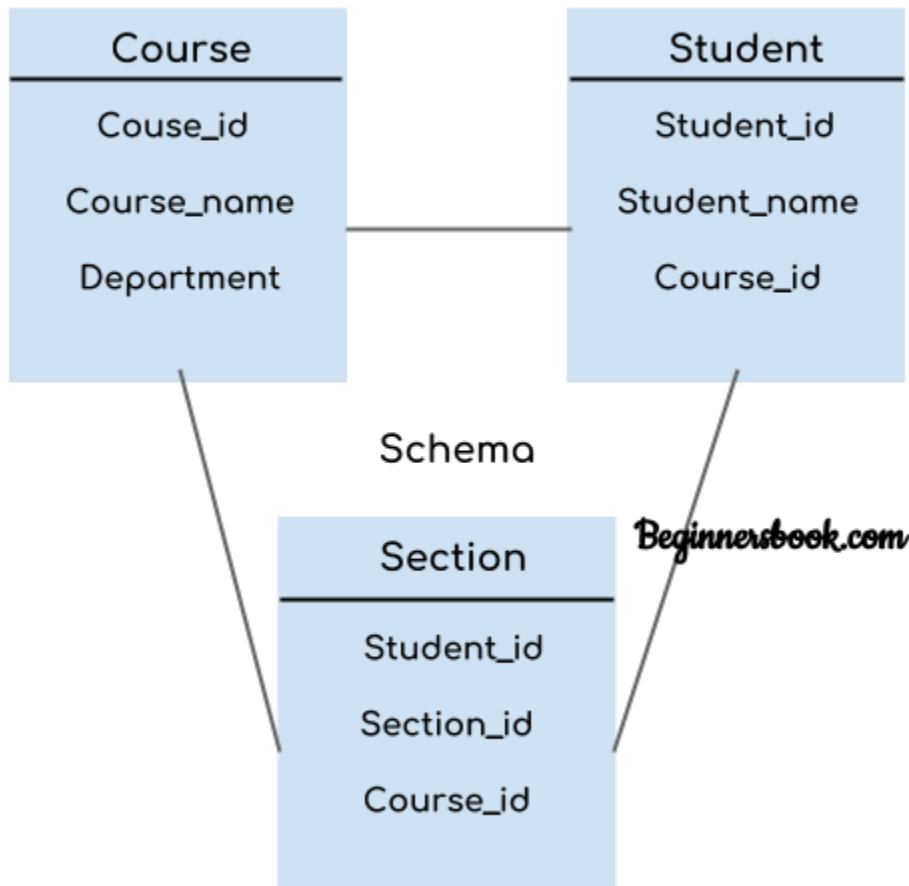 Course
Couse_id
Course_name
Department
Student
Student_id
Student_name
Course_id
Schema
Beginnersbook.com
Section
Student_id
Section_id
Course_id